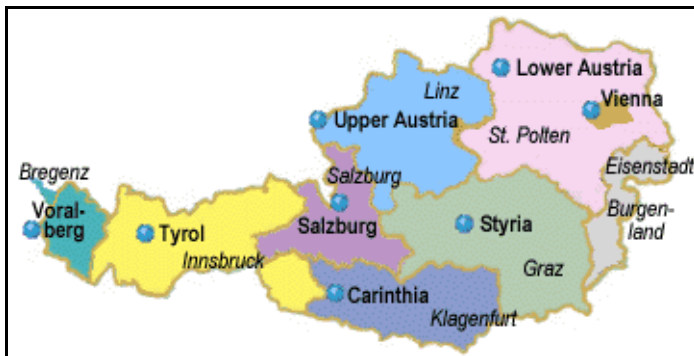 Lower Austria
Linz
Vienna
Upper Austria
St. Polten
Bregenz
Salzburg
Eisenstadt
Voral-
berg
Tyrol
Salzburg
Styria
Burgen-
land
Innsbruck
Graz
Carinthia
Klagenfurt